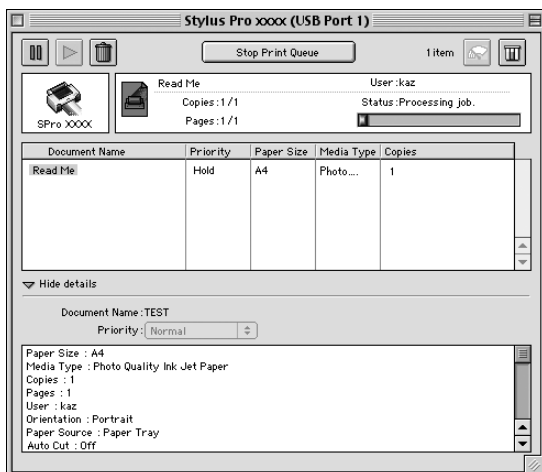 Stylus Pro xxxx (USB Port 1)
Stop Print Queue
1 item
SPro XXXX
Read Me
User :kaz
Copies :1 /1
Status :Processing job.
Pages :1 /1
Document Name Priority Paper Size Media Type Copies
Read Me Hold A4 Photo.... 1
Hide details
Document Name :TEST
Priority : Normal
Paper Size : A4
Media Type : Photo Quality Ink Jet Paper
Copies : 1
Pages : 1
User : kaz
Orientation : Portrait
Paper Source : Paper Tray
Auto Cut : Off